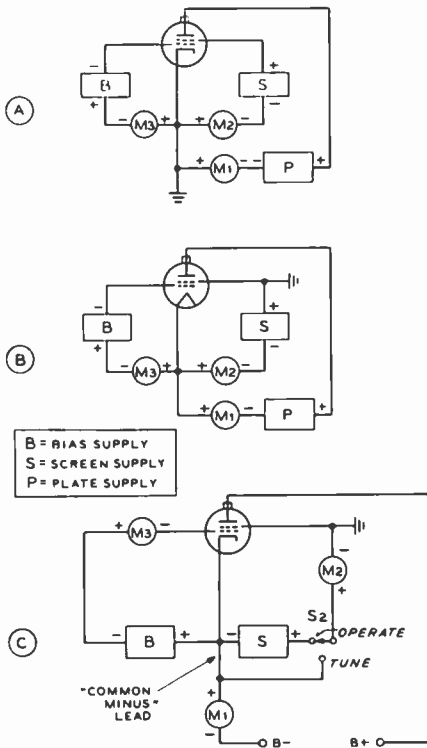 - +
B S
+ -
A
- M3 + + M2 -
+ M1 - - P +
- +
B S
+ -
B
- M3 + + M2 -
+ M1 - P +
B = BIAS SUPPLY
S = SCREEN SUPPLY
P = PLATE SUPPLY
+ M3 -
-
M2
+
S2
OPERATE
C
- B + - S +
TUNE
"COMMON
MINUS"
LEAD
+
M1
-
B- B+